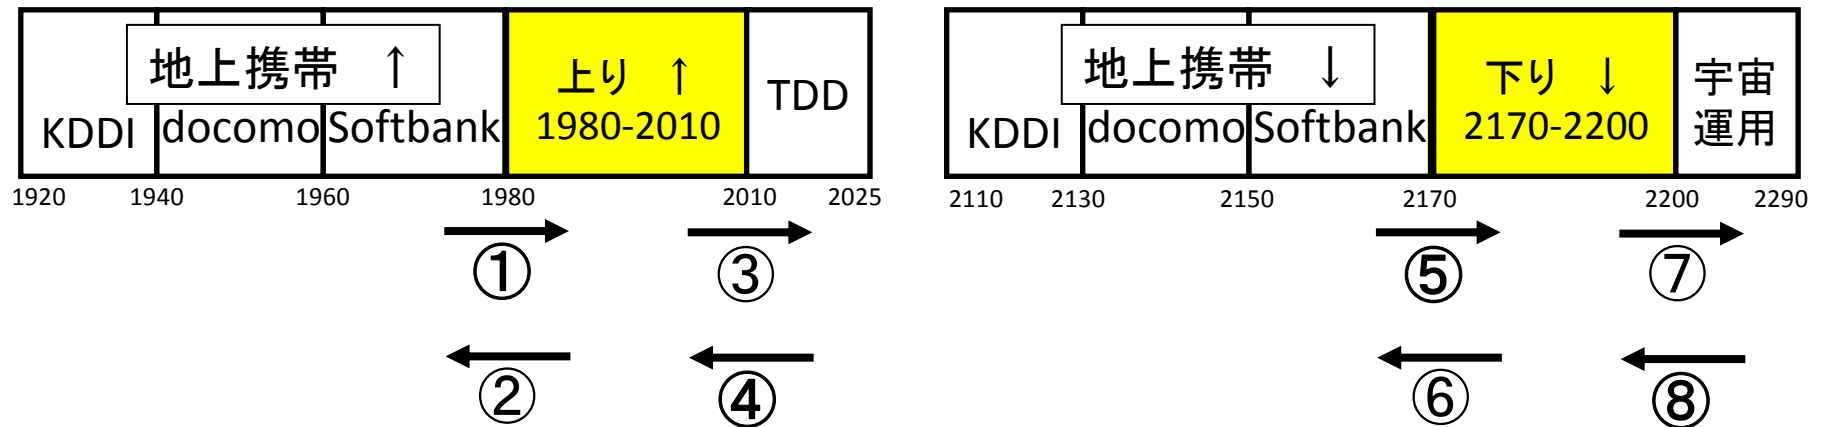 地上携帯 ↑
KDDI docomo Softbank
上り ↑
1980-2010
TDD
1920 1940 1960 1980 2010 2025
① ③
② ④
地上携帯 ↓
KDDI docomo Softbank
下り ↓
2170-2200
宇宙
運用
2110 2130 2150 2170 2200 2290
⑤ ⑦
⑥ ⑧